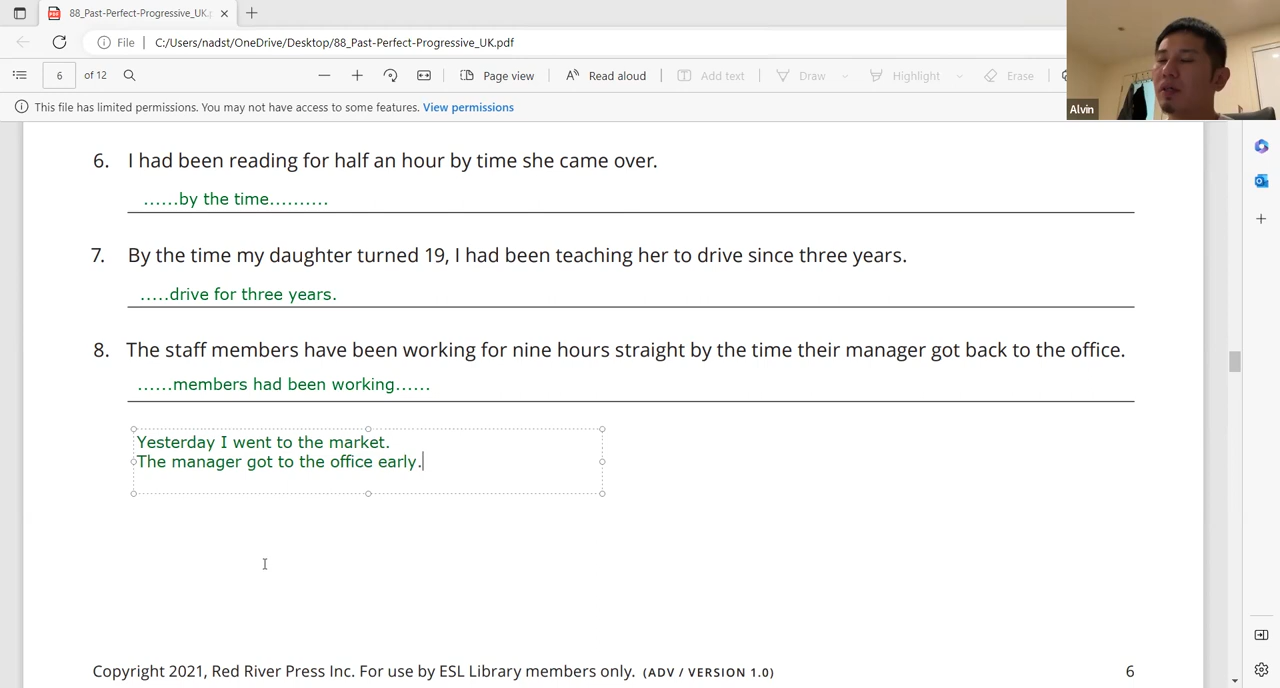 88_Past-Perfect-Progressive_UK.p
File
C:/Users/nadst/OneDrive/Desktop/88_Past-Perfect-Progressive_UK.pdf
6 of 12
Page view
Read aloud
Add text
Draw
Highlight
Erase
This file has limited permissions. You may not have access to some features. View permissions
Alvin
6. I had been reading for half an hour by time she came over.
......by the time..........
7. By the time my daughter turned 19, I had been teaching her to drive since three years.
.....drive for three years.
8. The staff members have been working for nine hours straight by the time their manager got back to the office.
......members had been working......
Yesterday I went to the market.
The manager got to the office early.
Copyright 2021, Red River Press Inc. For use by ESL Library members only. (ADV / VERSION 1.0)
6